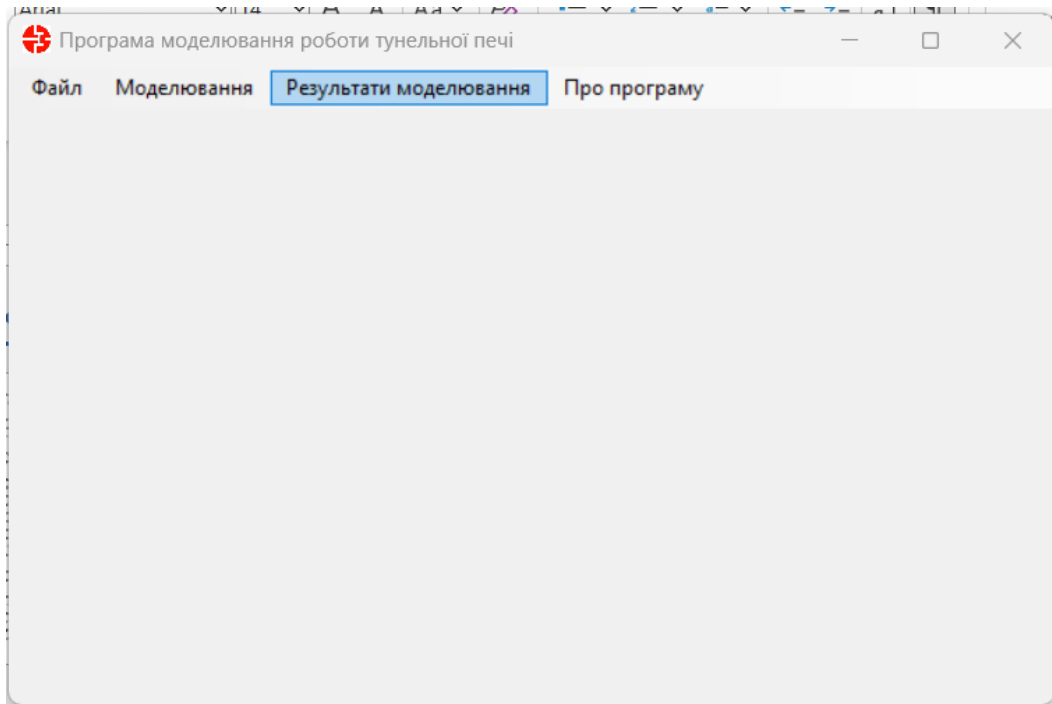 Програма моделювання роботи тунельної печі
Файл Моделювання Результати моделювання Про програму